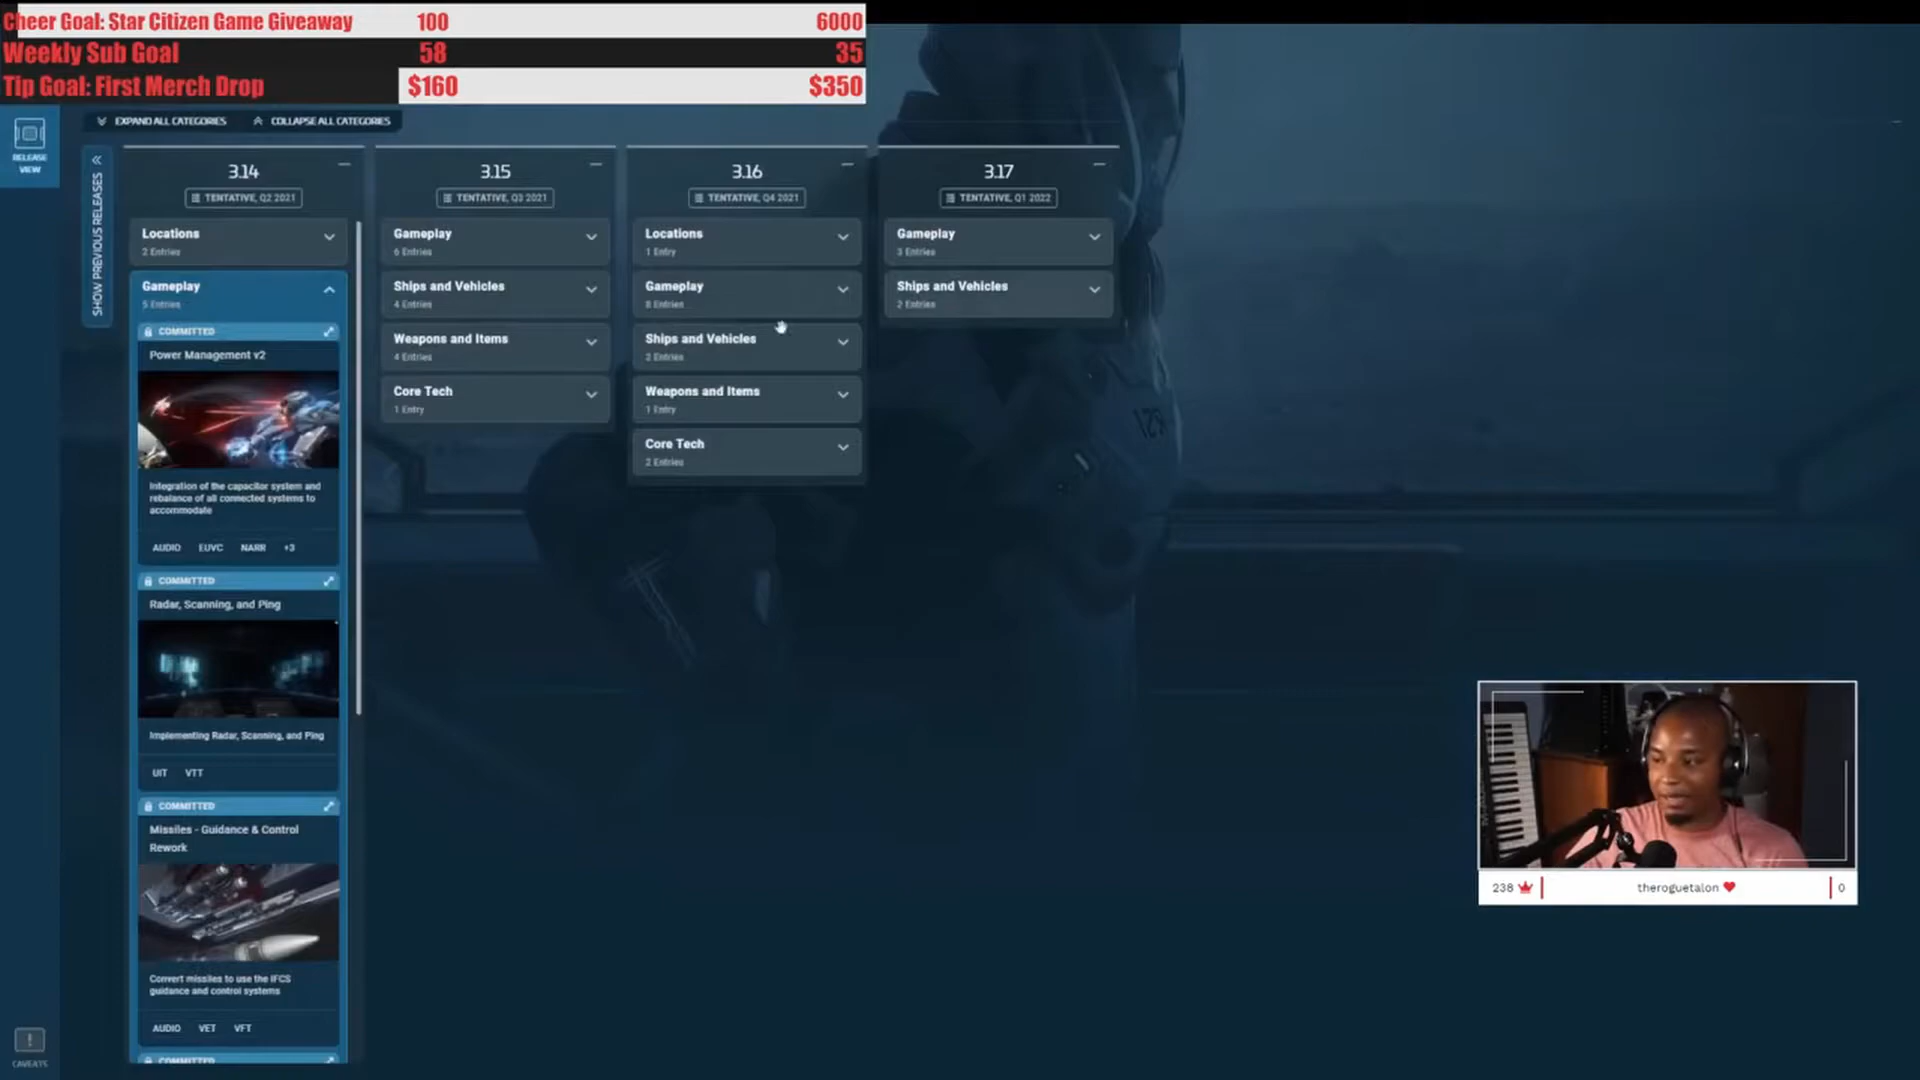 Cheer Goal: Star Citizen Game Giveaway 100 6000
Weekly Sub Goal 58 35
Tip Goal: First Merch Drop $160 $350
EXPAND ALL CATEGORIES COLLAPSE ALL CATEGORIES
RELEASE
VIEW
SHOW PREVIOUS RELEASES
3.14
TENTATIVE, Q2 2021
Locations
2 Entries
Gameplay
5 Entries
COMMITTED
Power Management v2
Integration of the capacitor system and
rebalance of all connected systems to
accommodate
AUDIO EUVC NARR +3
COMMITTED
Radar, Scanning, and Ping
Implementing Radar, Scanning, and Ping
UIT VTT
COMMITTED
Missiles - Guidance & Control
Rework
Convert missiles to use the IFCS
guidance and control systems
AUDIO VET VFT
COMMITTED
3.15
TENTATIVE, Q3 2021
Gameplay
6 Entries
Ships and Vehicles
4 Entries
Weapons and Items
4 Entries
Core Tech
1 Entry
3.16
TENTATIVE, Q4 2021
Locations
1 Entry
Gameplay
8 Entries
Ships and Vehicles
2 Entries
Weapons and Items
1 Entry
Core Tech
2 Entries
3.17
TENTATIVE, Q1 2022
Gameplay
3 Entries
Ships and Vehicles
2 Entries
CAVEATS
238 theroguetalon 0